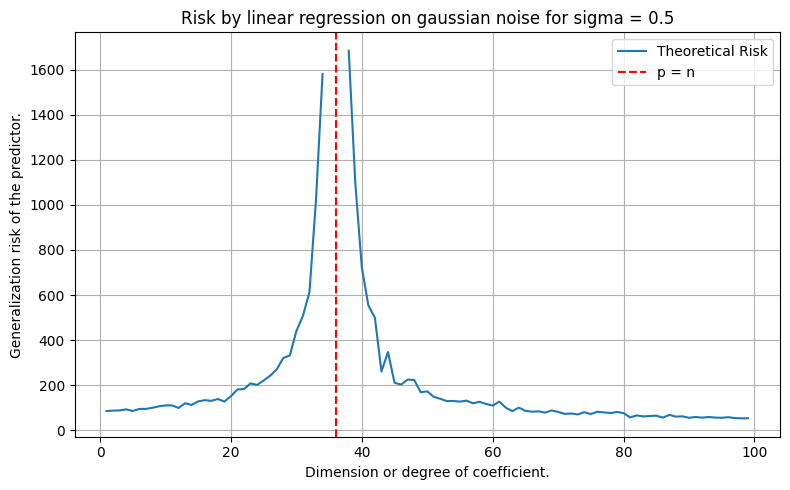 Risk by linear regression on gaussian noise for sigma = 0.5
Generalization risk of the predictor.
1600
1400
1200
1000
800
600
400
200
0
Theoretical Risk
p = n
0 20 40 60 80 100
Dimension or degree of coefficient.